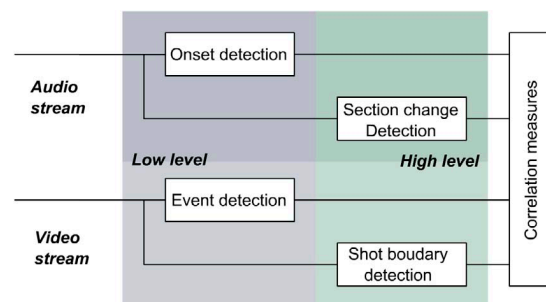 Onset detection
Audio
stream
Section change
Detection
Low level
High level
Event detection
Video
stream
Shot boudary
detection
Correlation measures